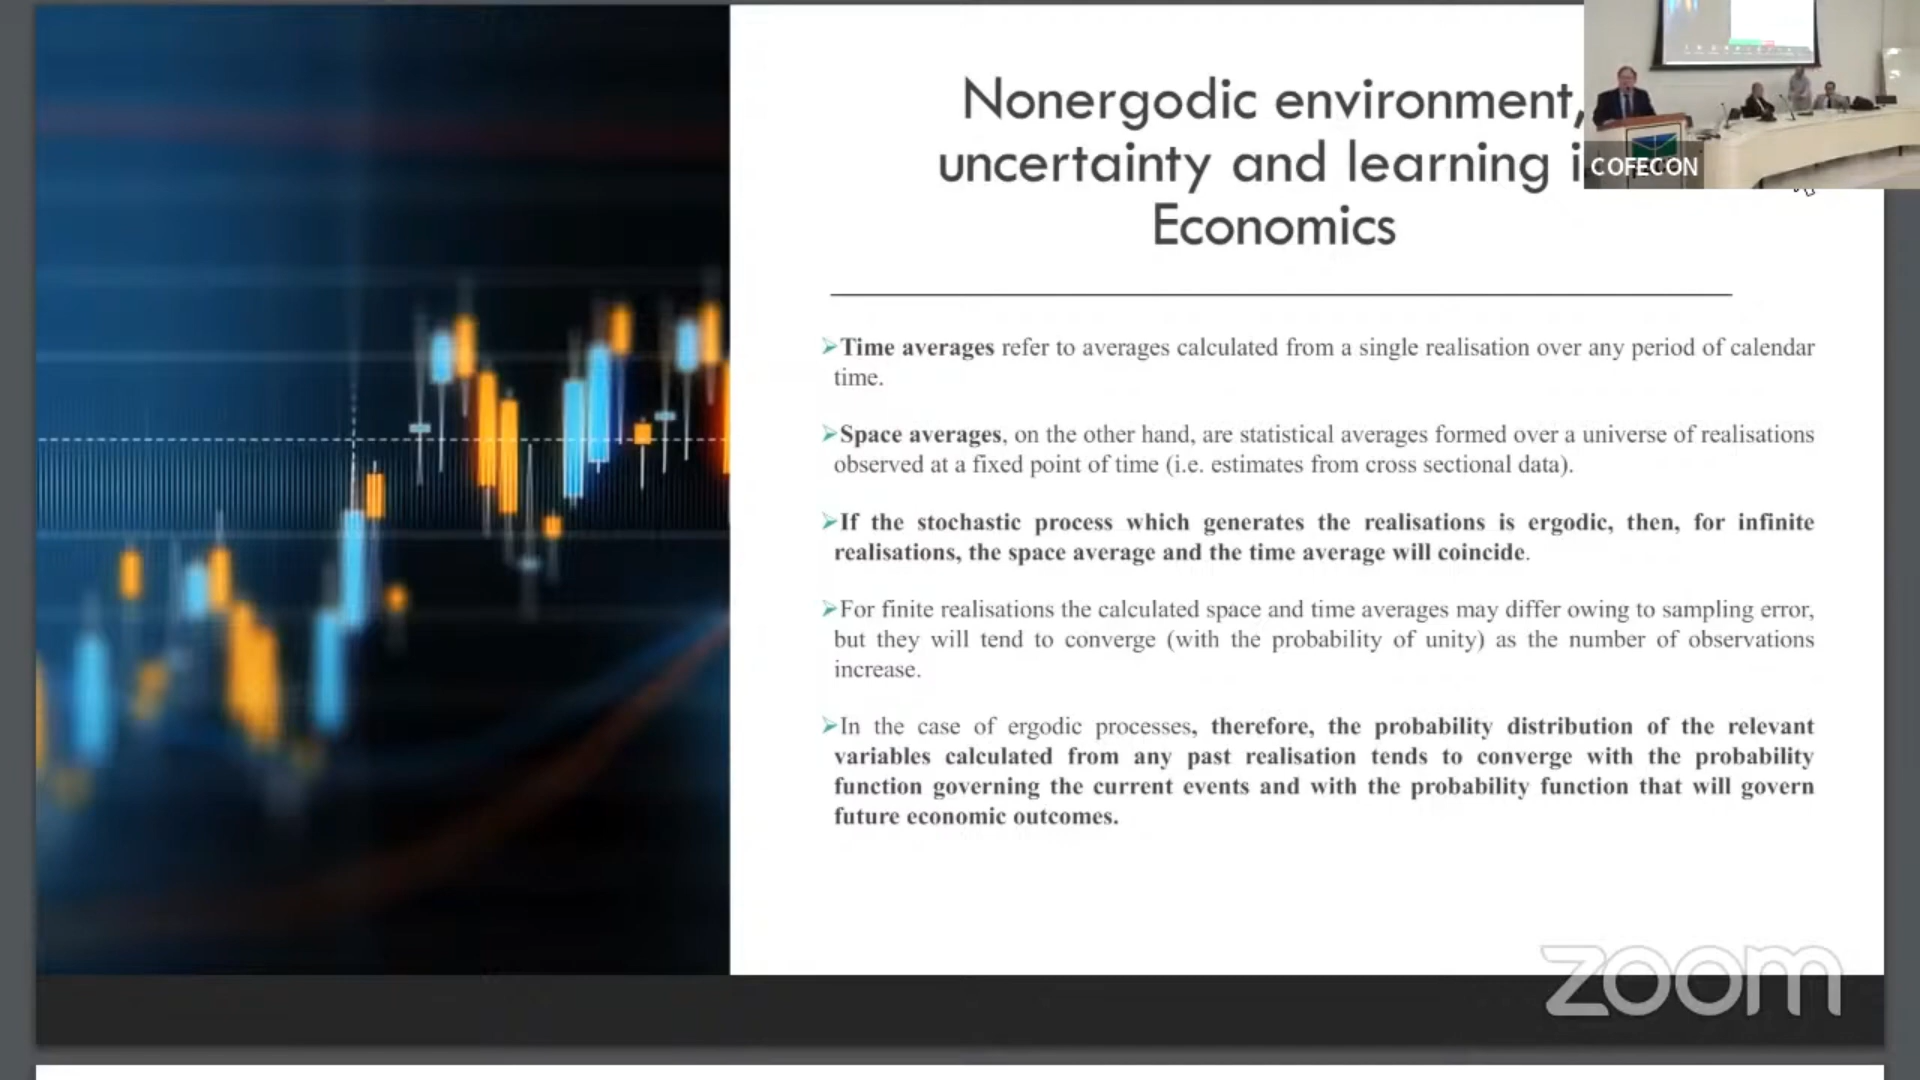 Nonergodic environment,
uncertainty and learning i
Economics
COFECON
➢Time averages refer to averages calculated from a single realisation over any period of calendar
time.
➢Space averages, on the other hand, are statistical averages formed over a universe of realisations
observed at a fixed point of time (i.e. estimates from cross sectional data).
➢If the stochastic process which generates the realisations is ergodic, then, for infinite
realisations, the space average and the time average will coincide.
➢For finite realisations the calculated space and time averages may differ owing to sampling error,
but they will tend to converge (with the probability of unity) as the number of observations
increase.
➢In the case of ergodic processes, therefore, the probability distribution of the relevant
variables calculated from any past realisation tends to converge with the probability
function governing the current events and with the probability function that will govern
future economic outcomes.
zoom